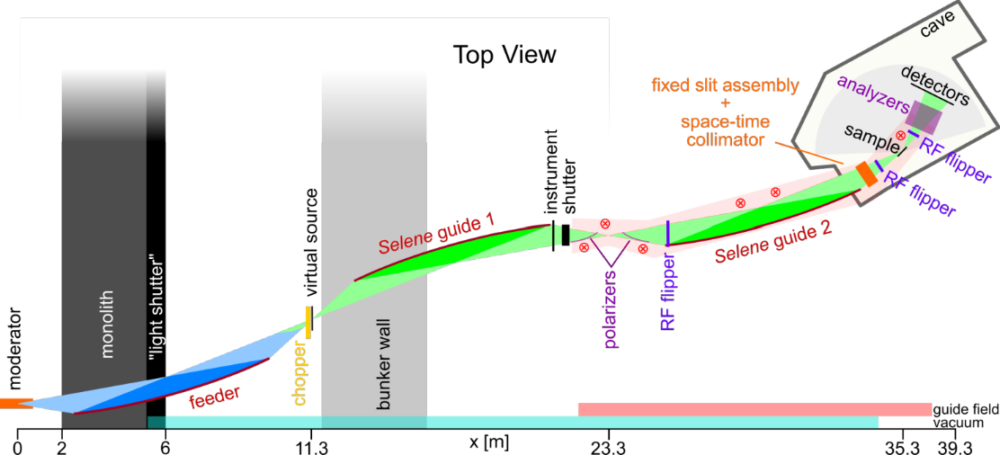 Top View
cave
detectors
analyzers
fixed slit assembly
+
space-time
collimator
sample
RF flipper
RF flipper
instrument
shutter
Selene guide 1
virtual source
Selene guide 2
"light shutter"
monolith
polarizers
RF flipper
bunker wall
chopper
moderator
feeder
guide field
vacuum
0
2
6
11.3
x [m]
23.3
35.3
39.3